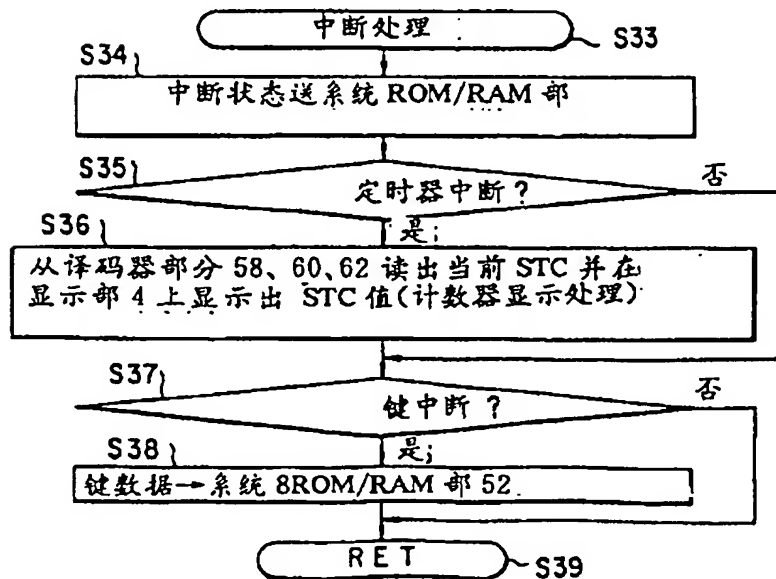 中断处理
S33
S34
中断状态送系统 ROM/RAM 部
S35
定时器中断?
否
S36
是;
从译码器部分 58、60、62 读出当前 STC 并在
显示部 4 上显示出 STC 值(计数器显示处理)
S37
键中断 ?
否
S38
是;
键数据→系统 8ROM/RAM 部 52.
RET
S39